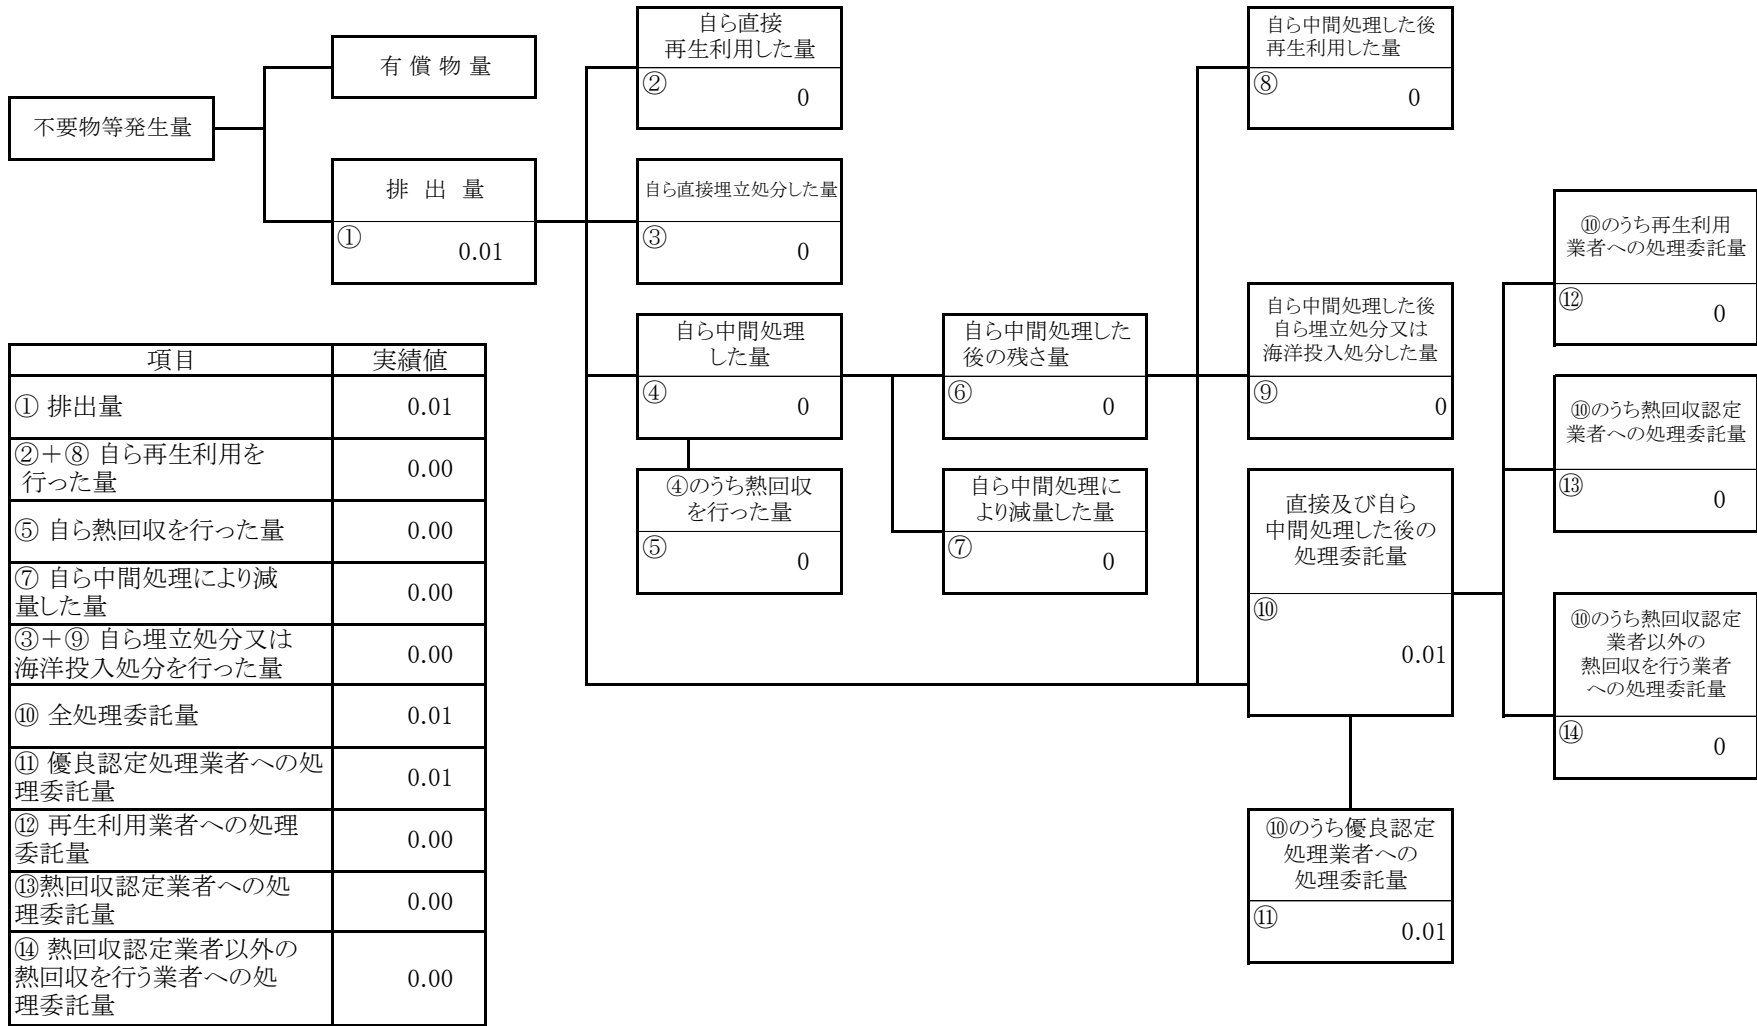 不要物等発生量
有 償 物 量
排 出 量
①
0.01
自ら直接
再生利用した量
②
0
自ら直接埋立処分した量
③
0
自ら中間処理
した量
④
0
④のうち熱回収
を行った量
⑤
0
自ら中間処理した
後の残さ量
⑥
0
自ら中間処理に
より減量した量
⑦
0
自ら中間処理した後
再生利用した量
⑧
0
自ら中間処理した後
自ら埋立処分又は
海洋投入処分した量
⑨
0
直接及び自ら
中間処理した後の
処理委託量
⑩
0.01
⑩のうち優良認定
処理業者への
処理委託量
⑪
0.01
⑩のうち再生利用
業者への処理委託量
⑫
0
⑩のうち熱回収認定
業者への処理委託量
⑬
0
⑩のうち熱回収認定
業者以外の
熱回収を行う業者
への処理委託量
⑭
0
項目 実績値
① 排出量 0.01
②＋⑧ 自ら再生利用を
行った量 0.00
⑤ 自ら熱回収を行った量 0.00
⑦ 自ら中間処理により減
量した量 0.00
③＋⑨ 自ら埋立処分又は
海洋投入処分を行った量 0.00
⑩ 全処理委託量 0.01
⑪ 優良認定処理業者への処
理委託量 0.01
⑫ 再生利用業者への処理
委託量 0.00
⑬熱回収認定業者への処
理委託量 0.00
⑭ 熱回収認定業者以外の
熱回収を行う業者への処
理委託量 0.00